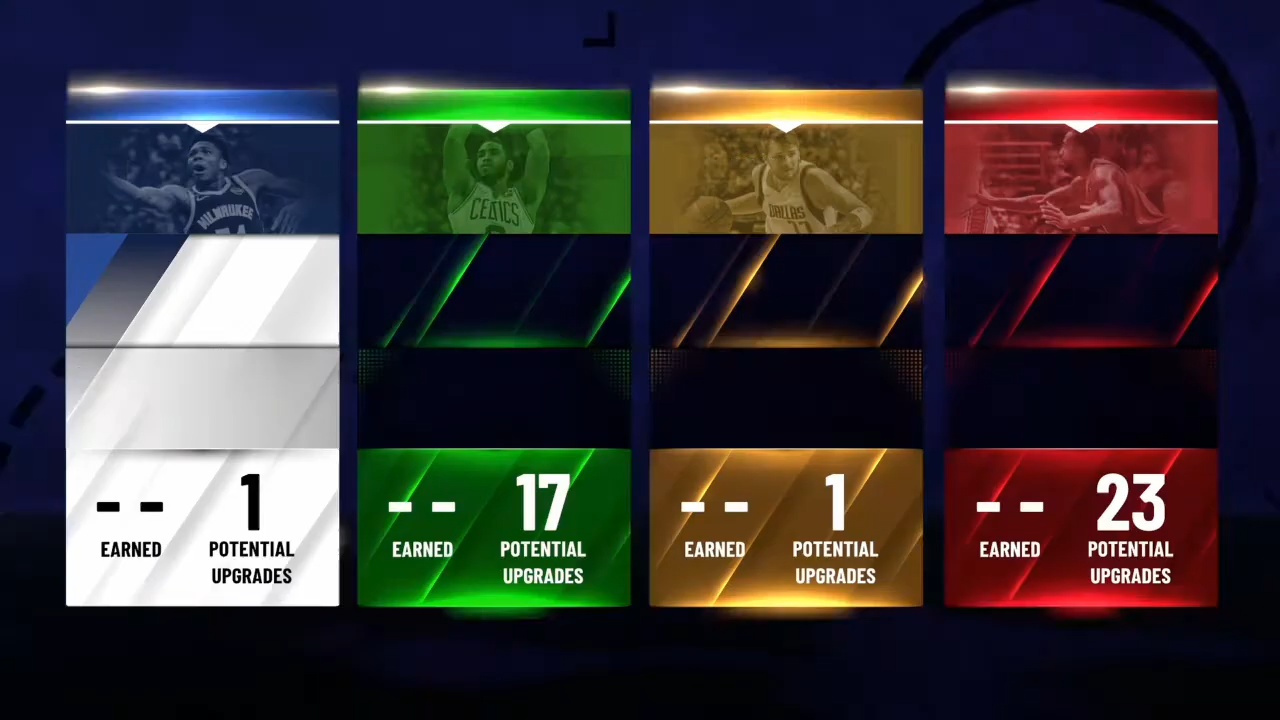 MILWAUKEE
CELTICS
DALLAS
-- 1
EARNED POTENTIAL
UPGRADES
-- 17
EARNED POTENTIAL
UPGRADES
-- 1
EARNED POTENTIAL
UPGRADES
-- 23
EARNED POTENTIAL
UPGRADES